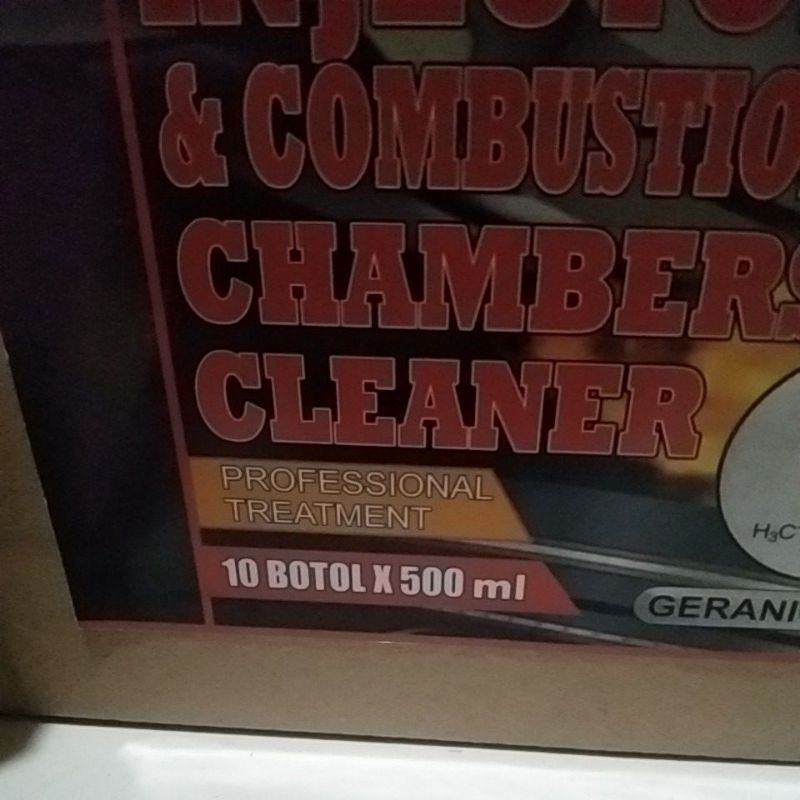 & COMBUSTIO
CHAMBERS
CLEANER
PROFESSIONAL
TREATMENT
10 BOTOL X 500 ml
H₃C
GERANI